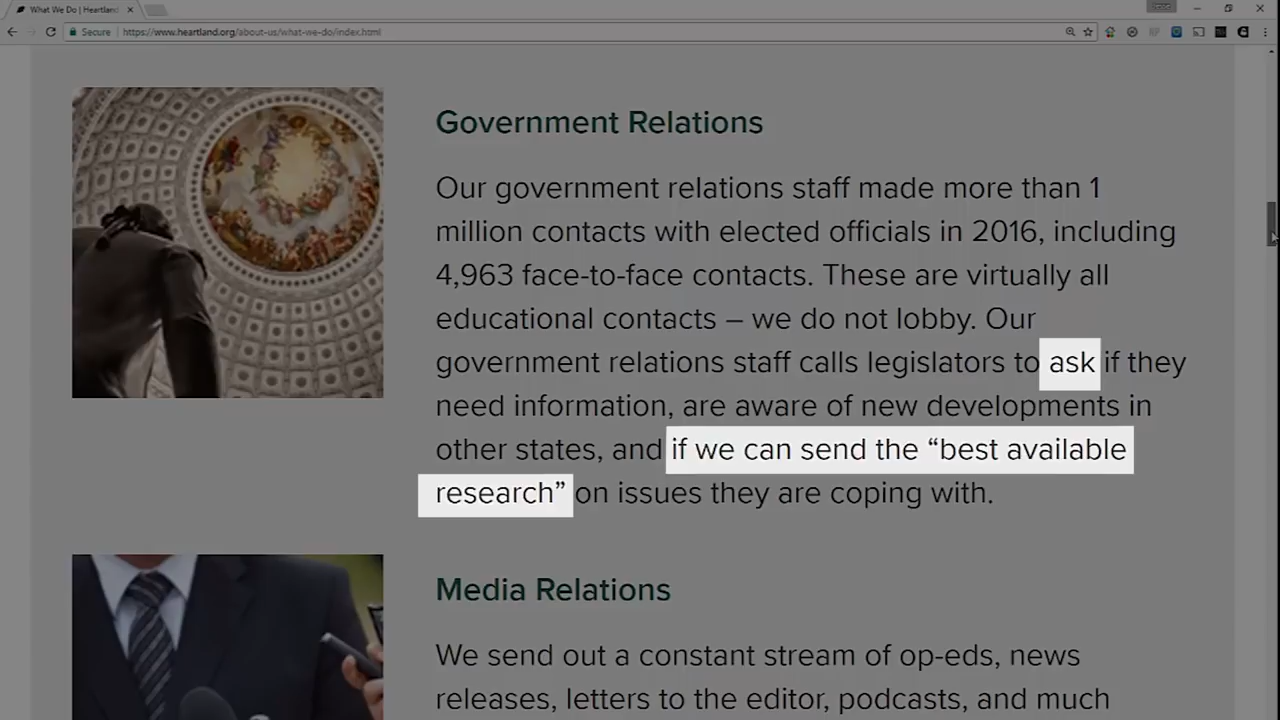 What We Do | Heartland
Secure
https://www.heartland.org/about-us/what-we-do/index.html
Government Relations
Our government relations staff made more than 1
million contacts with elected officials in 2016, including
4,963 face-to-face contacts. These are virtually all
educational contacts – we do not lobby. Our
government relations staff calls legislators to ask if they
need information, are aware of new developments in
other states, and if we can send the “best available
research” on issues they are coping with.
Media Relations
We send out a constant stream of op-eds, news
releases, letters to the editor, podcasts, and much